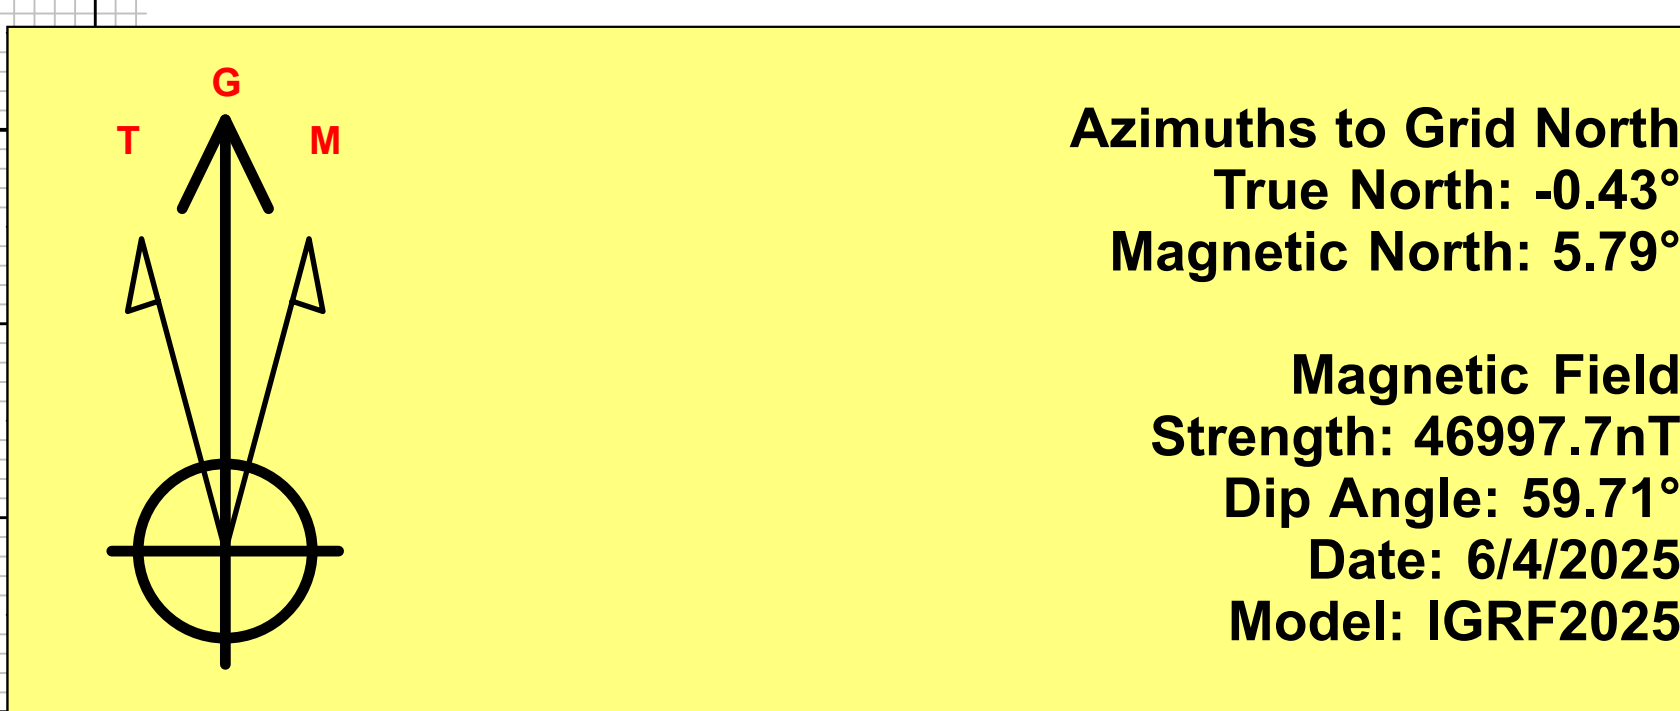 G
T
M
Azimuths to Grid North
True North: -0.43°
Magnetic North: 5.79°
Magnetic Field
Strength: 46997.7nT
Dip Angle: 59.71°
Date: 6/4/2025
Model: IGRF2025